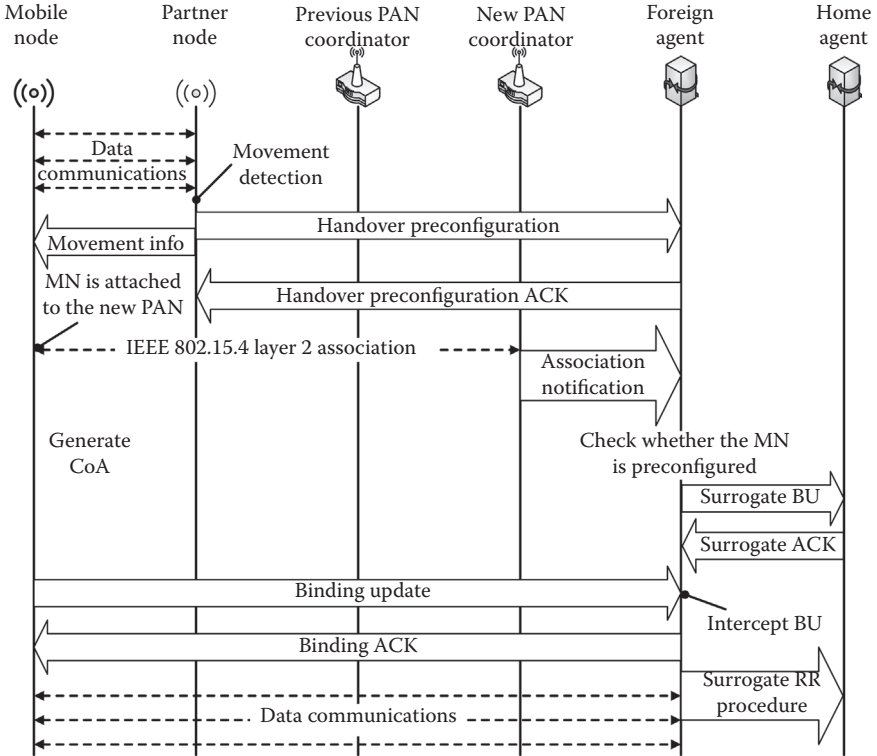 Mobile
node
Partner
node
Previous PAN
coordinator
New PAN
coordinator
Foreign
agent
Home
agent
Data
communications
Movement
detection
Handover preconfiguration
Movement info
MN is attached
to the new PAN
Handover preconfiguration ACK
IEEE 802.15.4 layer 2 association
Association
notification
Generate
CoA
Check whether the MN
is preconfigured
Surrogate BU
Surrogate ACK
Binding update
Intercept BU
Binding ACK
Surrogate RR
procedure
Data communications